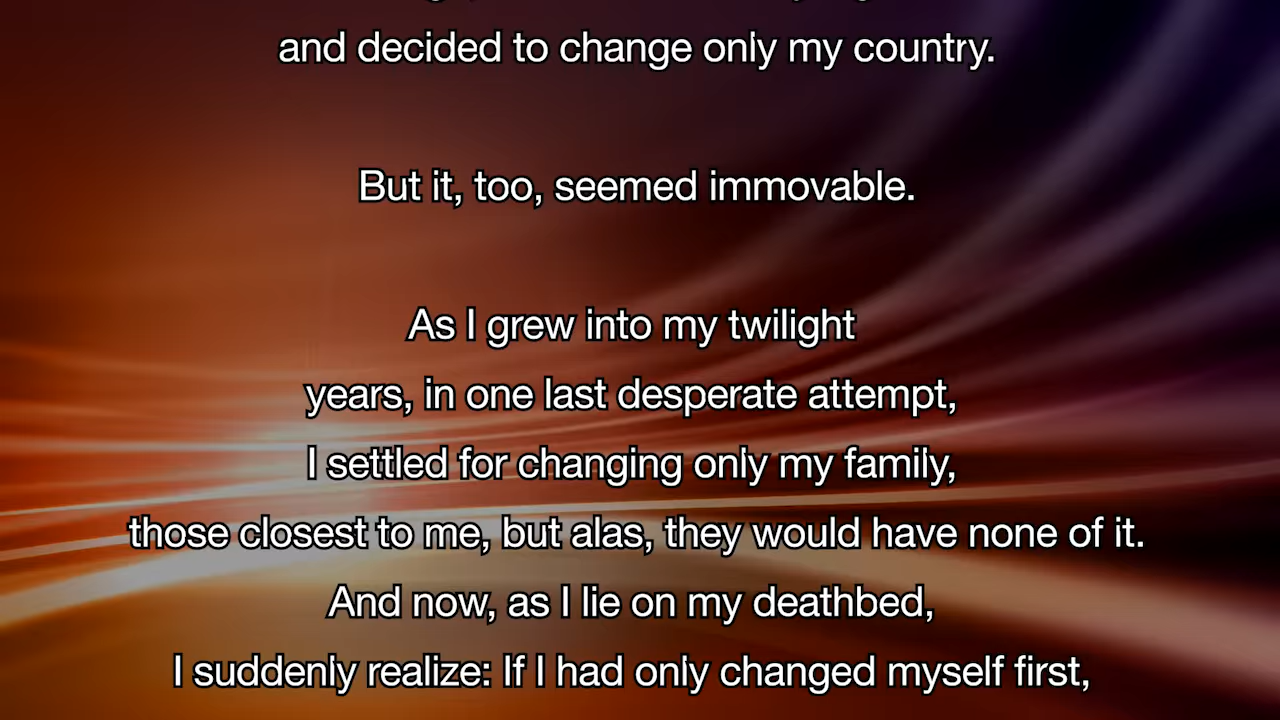 and decided to change only my country.
But it, too, seemed immovable.
As I grew into my twilight
years, in one last desperate attempt,
I settled for changing only my family,
those closest to me, but alas, they would have none of it.
And now, as I lie on my deathbed,
I suddenly realize: If I had only changed myself first,